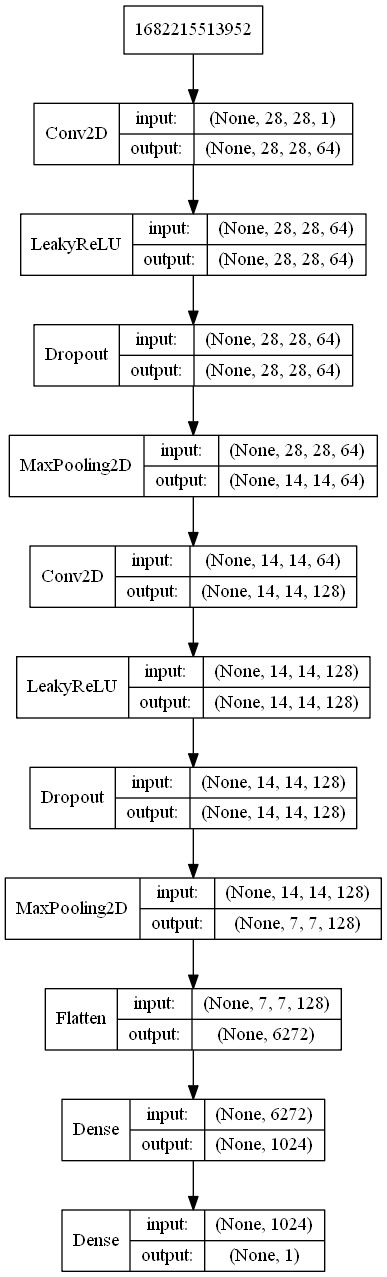 1682215513952
Conv2D
input: (None, 28, 28, 1)
output: (None, 28, 28, 64)
LeakyReLU
input: (None, 28, 28, 64)
output: (None, 28, 28, 64)
Dropout
input: (None, 28, 28, 64)
output: (None, 28, 28, 64)
MaxPooling2D
input: (None, 28, 28, 64)
output: (None, 14, 14, 64)
Conv2D
input: (None, 14, 14, 64)
output: (None, 14, 14, 128)
LeakyReLU
input: (None, 14, 14, 128)
output: (None, 14, 14, 128)
Dropout
input: (None, 14, 14, 128)
output: (None, 14, 14, 128)
MaxPooling2D
input: (None, 14, 14, 128)
output: (None, 7, 7, 128)
Flatten
input: (None, 7, 7, 128)
output: (None, 6272)
Dense
input: (None, 6272)
output: (None, 1024)
Dense
input: (None, 1024)
output: (None, 1)